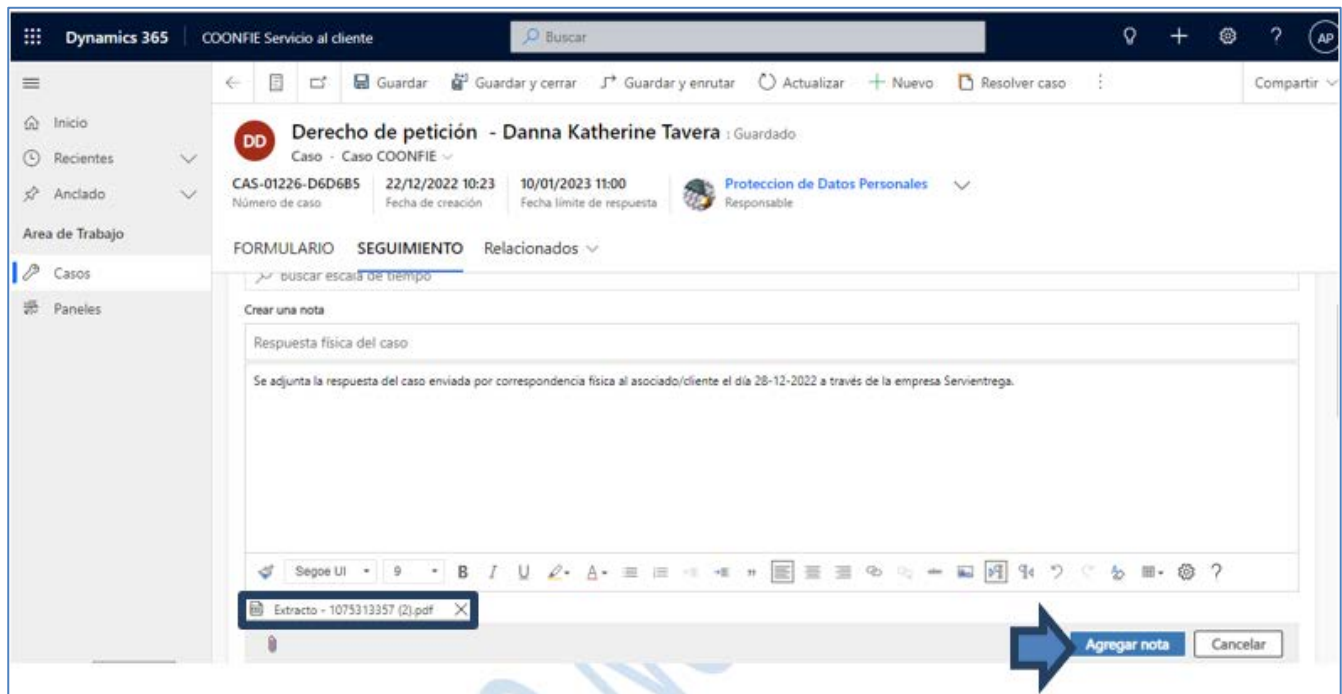 Dynamics 365 COONFIE Servicio al cliente Buscar ? AP
Guardar Guardar y cerrar Guardar y enrutar Actualizar Nuevo Resolver caso Compartir
Inicio
Recientes
Anclado
Area de Trabajo
Casos
Paneles
DD
Derecho de petición - Danna Katherine Tavera : Guardado
Caso · Caso COONFIE
CAS-01226-D6D6B5 22/12/2022 10:23 10/01/2023 11:00 Proteccion de Datos Personales
Número de caso Fecha de creación Fecha límite de respuesta Responsable
FORMULARIO SEGUIMIENTO Relacionados
Buscar escala de tiempo
Crear una nota
Respuesta física del caso
Se adjunta la respuesta del caso enviada por correspondencia física al asociado/cliente el día 28-12-2022 a través de la empresa Servientrega.
Segoe UI 9 B I U A ?
Extracto - 1075313357 (2).pdf
Agregar nota Cancelar